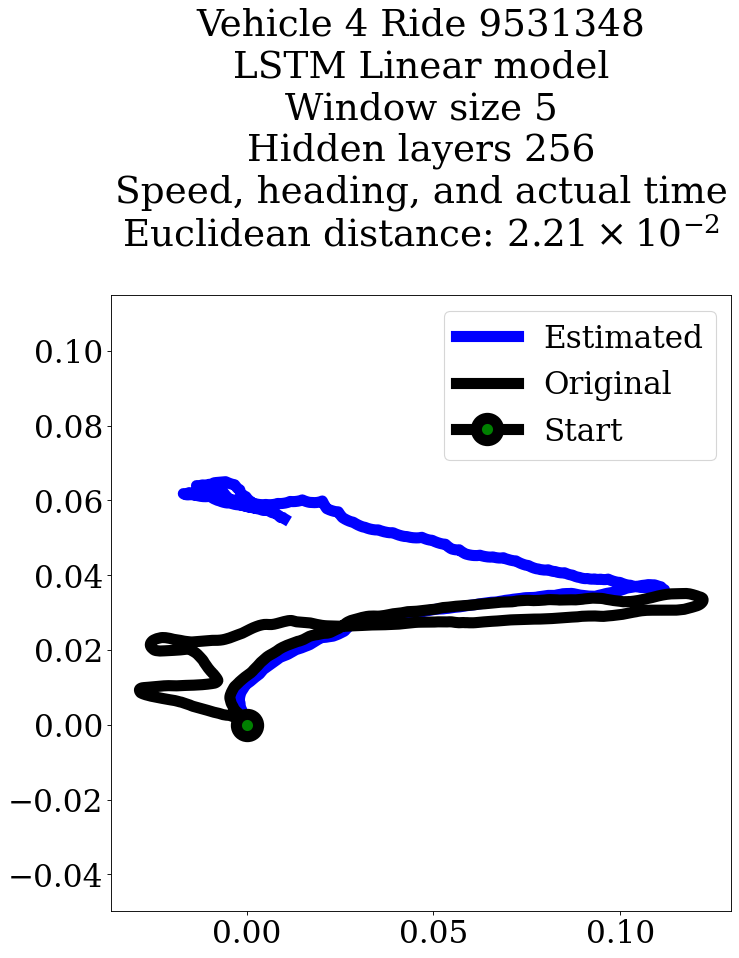 Vehicle 4 Ride 9531348
LSTM Linear model
Window size 5
Hidden layers 256
Speed, heading, and actual time
Euclidean distance: 2.21 × 10⁻²
Estimated
Original
Start
0.10
0.08
0.06
0.04
0.02
0.00
−0.02
−0.04
0.00 0.05 0.10